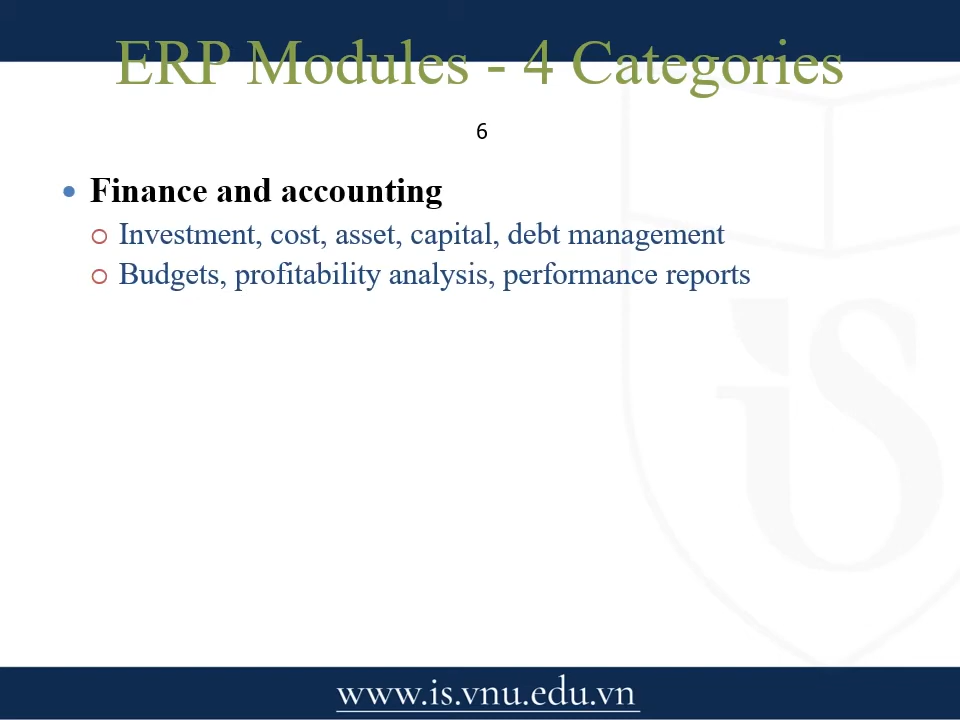 ERP Modules - 4 Categories
6
• Finance and accounting
○ Investment, cost, asset, capital, debt management
○ Budgets, profitability analysis, performance reports
iS
www.is.vnu.edu.vn